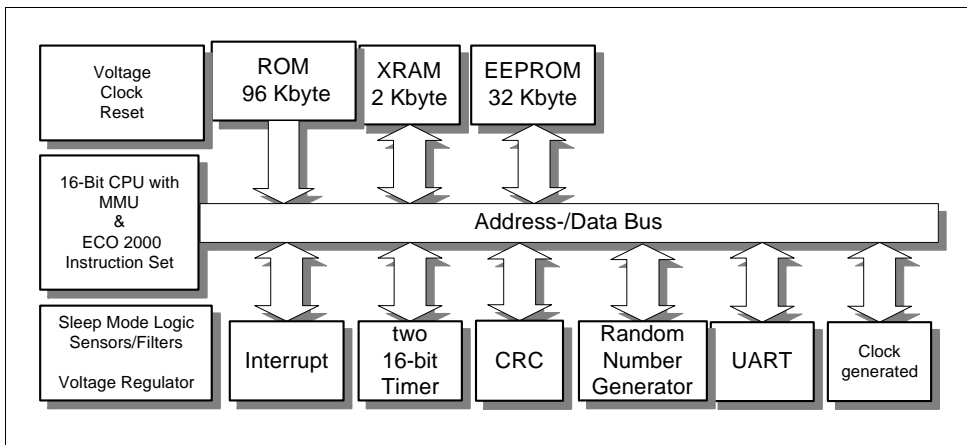 Voltage
Clock
Reset
ROM
96 Kbyte
XRAM
2 Kbyte
EEPROM
32 Kbyte
16-Bit CPU with
MMU
&
ECO 2000
Instruction Set
Address-/Data Bus
Sleep Mode Logic
Sensors/Filters
Voltage Regulator
Interrupt
two
16-bit
Timer
CRC
Random
Number
Generator
UART
Clock
generated